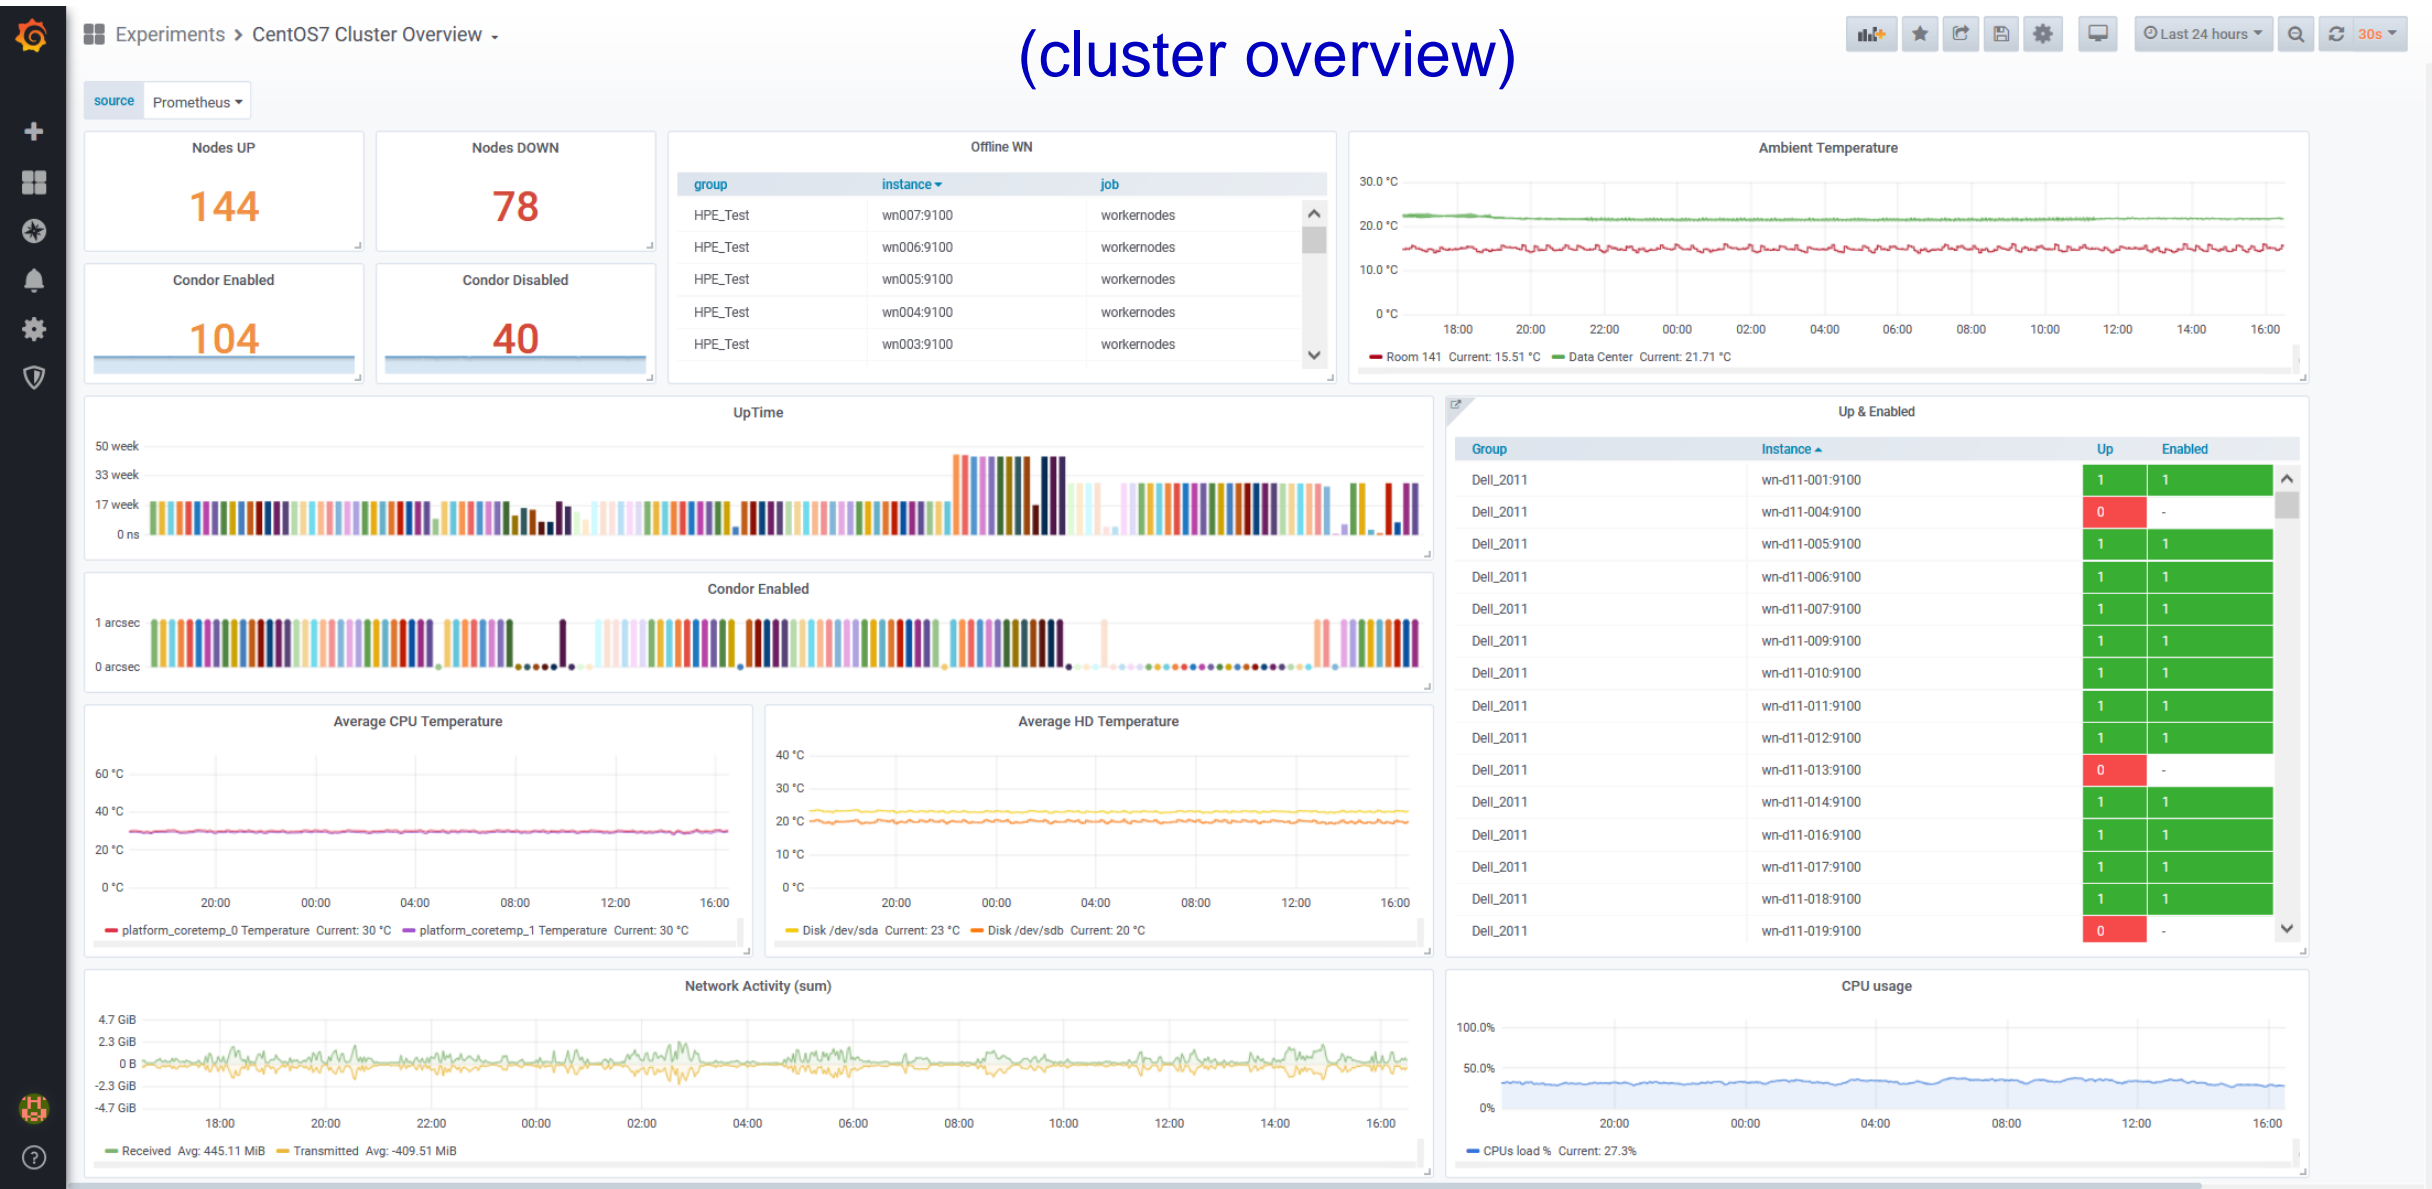 Experiments > CentOS7 Cluster Overview
(cluster overview)
Last 24 hours
30s
source Prometheus
Nodes UP
144
Nodes DOWN
78
Condor Enabled
104
Condor Disabled
40
Offline WN
group instance job
HPE_Test wn007:9100 workernodes
HPE_Test wn006:9100 workernodes
HPE_Test wn005:9100 workernodes
HPE_Test wn004:9100 workernodes
HPE_Test wn003:9100 workernodes
Ambient Temperature
30.0 °C
20.0 °C
10.0 °C
0 °C
18:00 20:00 22:00 00:00 02:00 04:00 06:00 08:00 10:00 12:00 14:00 16:00
Room 141 Current: 15.51 °C Data Center Current: 21.71 °C
UpTime
50 week
33 week
17 week
0 ns
Condor Enabled
1 arcsec
0 arcsec
Up & Enabled
Group Instance Up Enabled
Dell_2011 wn-d11-001:9100 1 1
Dell_2011 wn-d11-004:9100 0 -
Dell_2011 wn-d11-005:9100 1 1
Dell_2011 wn-d11-006:9100 1 1
Dell_2011 wn-d11-007:9100 1 1
Dell_2011 wn-d11-009:9100 1 1
Dell_2011 wn-d11-010:9100 1 1
Dell_2011 wn-d11-011:9100 1 1
Dell_2011 wn-d11-012:9100 1 1
Dell_2011 wn-d11-013:9100 0 -
Dell_2011 wn-d11-014:9100 1 1
Dell_2011 wn-d11-016:9100 1 1
Dell_2011 wn-d11-017:9100 1 1
Dell_2011 wn-d11-018:9100 1 1
Dell_2011 wn-d11-019:9100 0 -
Average CPU Temperature
60 °C
40 °C
20 °C
0 °C
20:00 00:00 04:00 08:00 12:00 16:00
platform_coretemp_0 Temperature Current: 30 °C platform_coretemp_1 Temperature Current: 30 °C
Average HD Temperature
40 °C
30 °C
20 °C
10 °C
0 °C
20:00 00:00 04:00 08:00 12:00 16:00
Disk /dev/sda Current: 23 °C Disk /dev/sdb Current: 20 °C
Network Activity (sum)
4.7 GiB
2.3 GiB
0 B
-2.3 GiB
-4.7 GiB
18:00 20:00 22:00 00:00 02:00 04:00 06:00 08:00 10:00 12:00 14:00 16:00
Received Avg: 445.11 MiB Transmitted Avg: -409.51 MiB
CPU usage
100.0%
50.0%
0%
20:00 00:00 04:00 08:00 12:00 16:00
CPUs load % Current: 27.3%